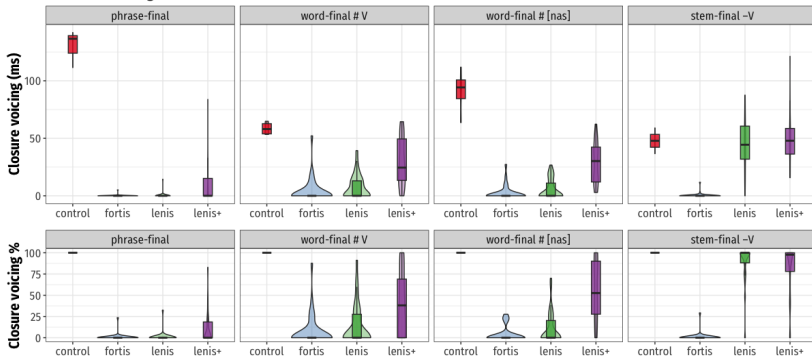 phrase-final
word-final # V
word-final # [nas]
stem-final –V
Closure voicing (ms)
100
50
0
control fortis lenis lenis+
control fortis lenis lenis+
control fortis lenis lenis+
control fortis lenis lenis+
phrase-final
word-final # V
word-final # [nas]
stem-final –V
Closure voicing %
100
75
50
25
0
control fortis lenis lenis+
control fortis lenis lenis+
control fortis lenis lenis+
control fortis lenis lenis+